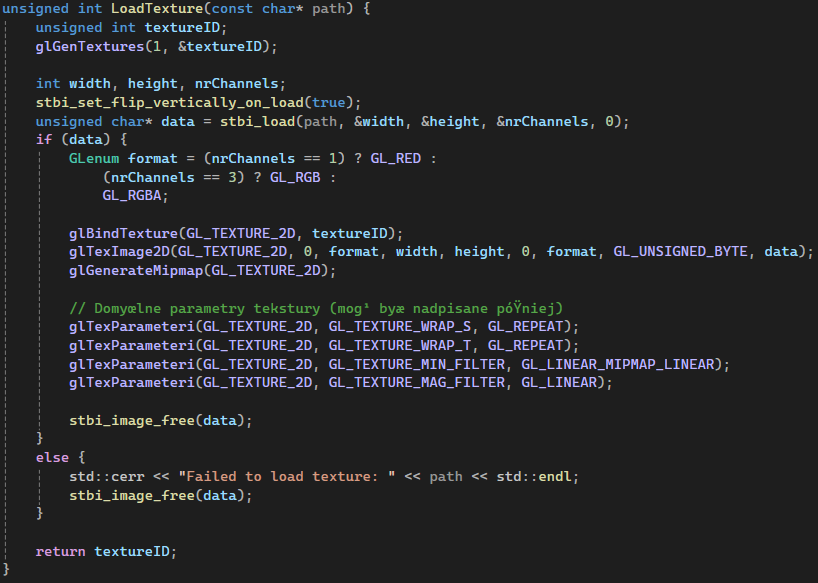 unsigned int LoadTexture(const char* path) {
    unsigned int textureID;
    glGenTextures(1, &textureID);

    int width, height, nrChannels;
    stbi_set_flip_vertically_on_load(true);
    unsigned char* data = stbi_load(path, &width, &height, &nrChannels, 0);
    if (data) {
        GLenum format = (nrChannels == 1) ? GL_RED :
            (nrChannels == 3) ? GL_RGB :
            GL_RGBA;

        glBindTexture(GL_TEXTURE_2D, textureID);
        glTexImage2D(GL_TEXTURE_2D, 0, format, width, height, 0, format, GL_UNSIGNED_BYTE, data);
        glGenerateMipmap(GL_TEXTURE_2D);

        // Domyœlne parametry tekstury (mog¹ byæ nadpisane póŸniej)
        glTexParameteri(GL_TEXTURE_2D, GL_TEXTURE_WRAP_S, GL_REPEAT);
        glTexParameteri(GL_TEXTURE_2D, GL_TEXTURE_WRAP_T, GL_REPEAT);
        glTexParameteri(GL_TEXTURE_2D, GL_TEXTURE_MIN_FILTER, GL_LINEAR_MIPMAP_LINEAR);
        glTexParameteri(GL_TEXTURE_2D, GL_TEXTURE_MAG_FILTER, GL_LINEAR);

        stbi_image_free(data);
    }
    else {
        std::cerr << "Failed to load texture: " << path << std::endl;
        stbi_image_free(data);
    }

    return textureID;
}